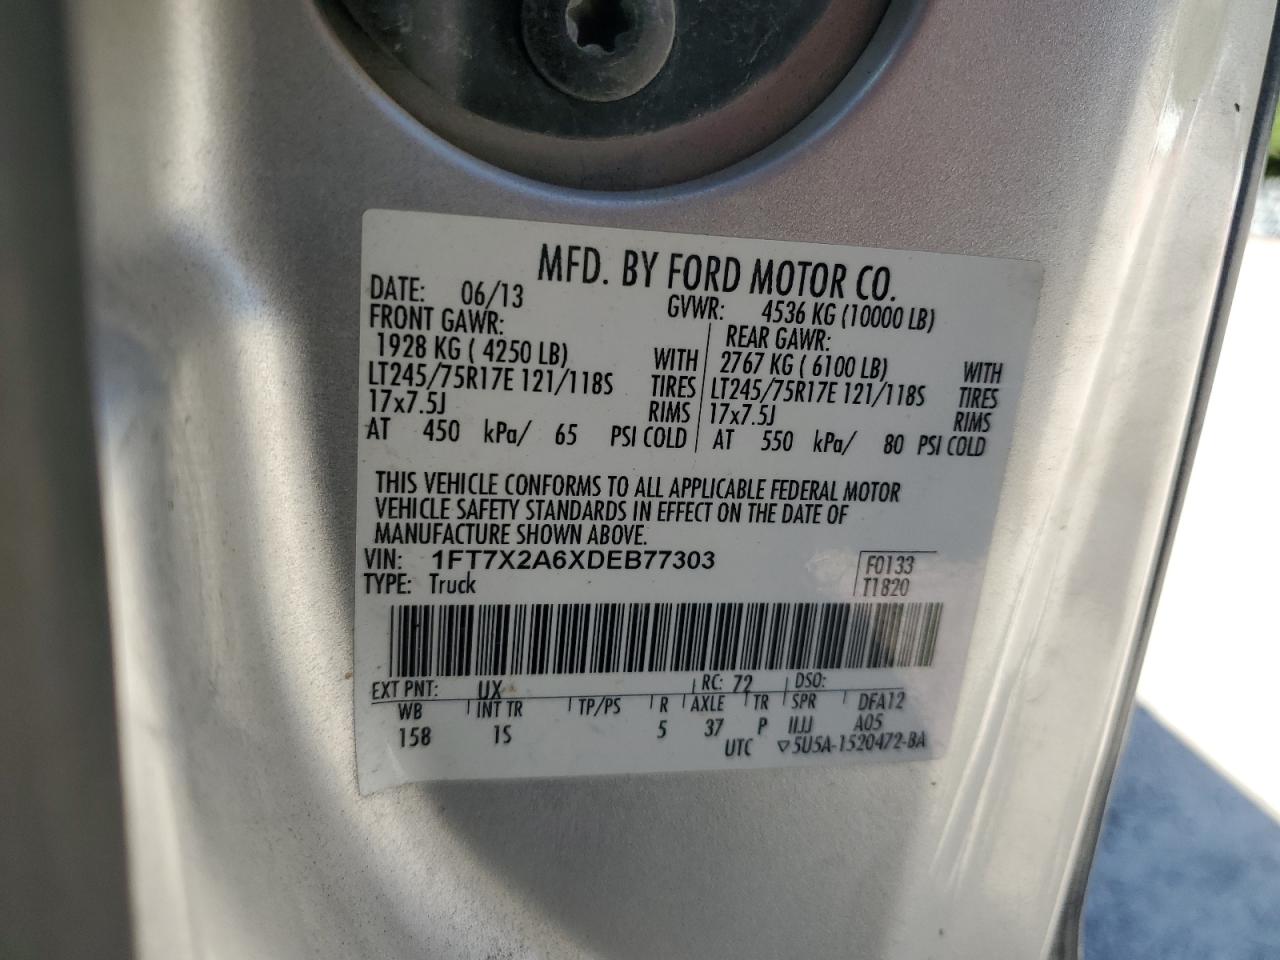 MFD. BY FORD MOTOR CO.
DATE: 06/13 GVWR: 4536 KG (10000 LB)
FRONT GAWR: REAR GAWR:
1928 KG ( 4250 LB) WITH 2767 KG ( 6100 LB) WITH
LT245/75R17E 121/118S TIRES LT245/75R17E 121/118S TIRES
17x7.5J RIMS 17x7.5J RIMS
AT 450 kPa/ 65 PSI COLD AT 550 kPa/ 80 PSI COLD
THIS VEHICLE CONFORMS TO ALL APPLICABLE FEDERAL MOTOR
VEHICLE SAFETY STANDARDS IN EFFECT ON THE DATE OF
MANUFACTURE SHOWN ABOVE.
VIN: 1FT7X2A6XDEB77303 F0133
TYPE: Truck T1820
EXT PNT: UX RC: 72 DSO:
WB INT TR TP/PS R AXLE TR SPR DFA12
158 IS 5 37 P IIJJ A05
UTC ▽5U5A-1520472-BA